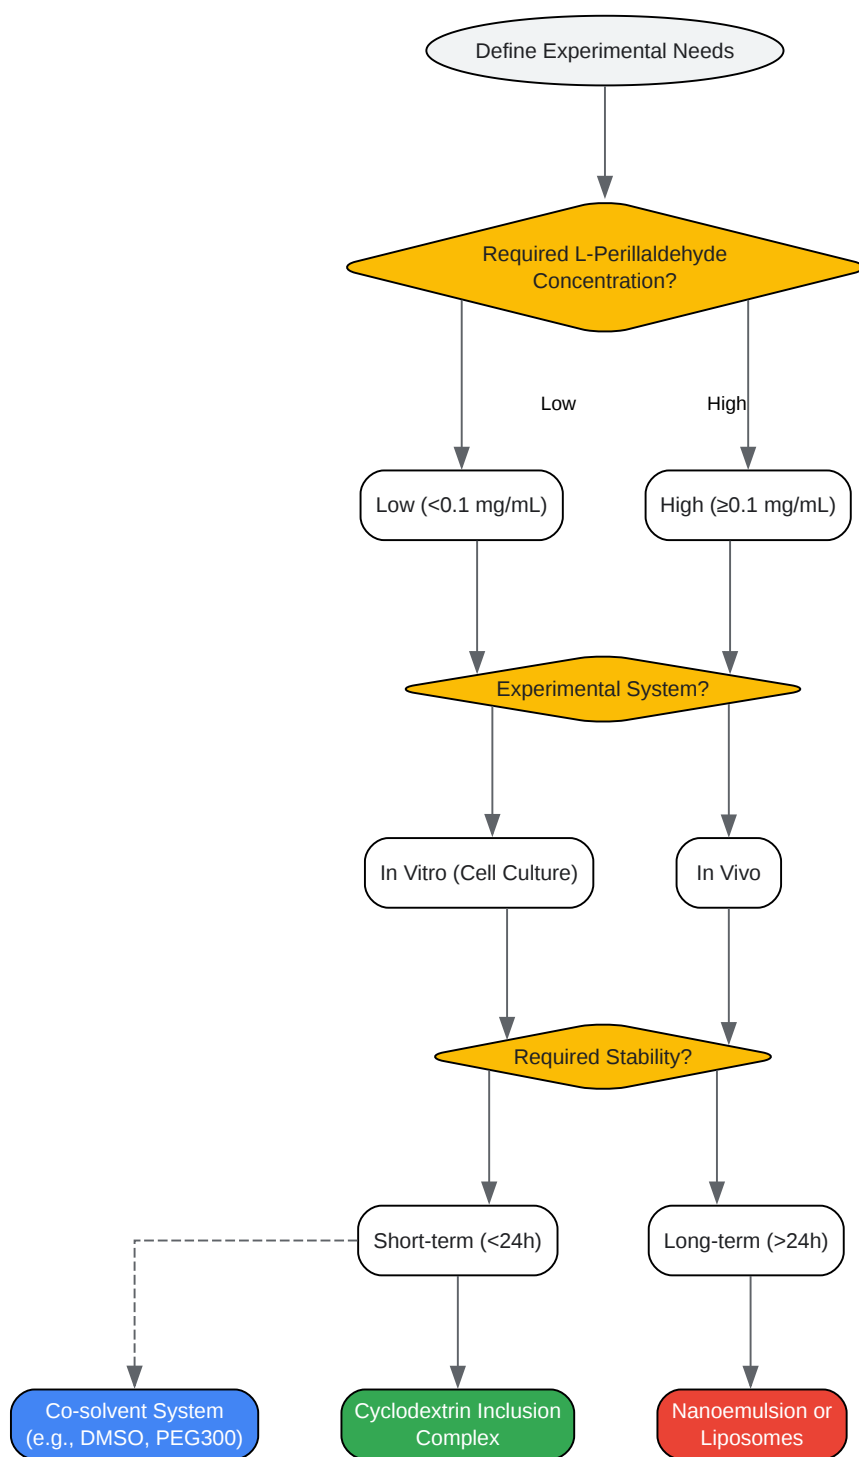 Define Experimental Needs
Required L-Perillaldehyde
Concentration?
Low
High
Low (<0.1 mg/mL)
High (≥0.1 mg/mL)
Experimental System?
In Vitro (Cell Culture)
In Vivo
Required Stability?
Short-term (<24h)
Long-term (>24h)
Co-solvent System
(e.g., DMSO, PEG300)
Cyclodextrin Inclusion
Complex
Nanoemulsion or
Liposomes